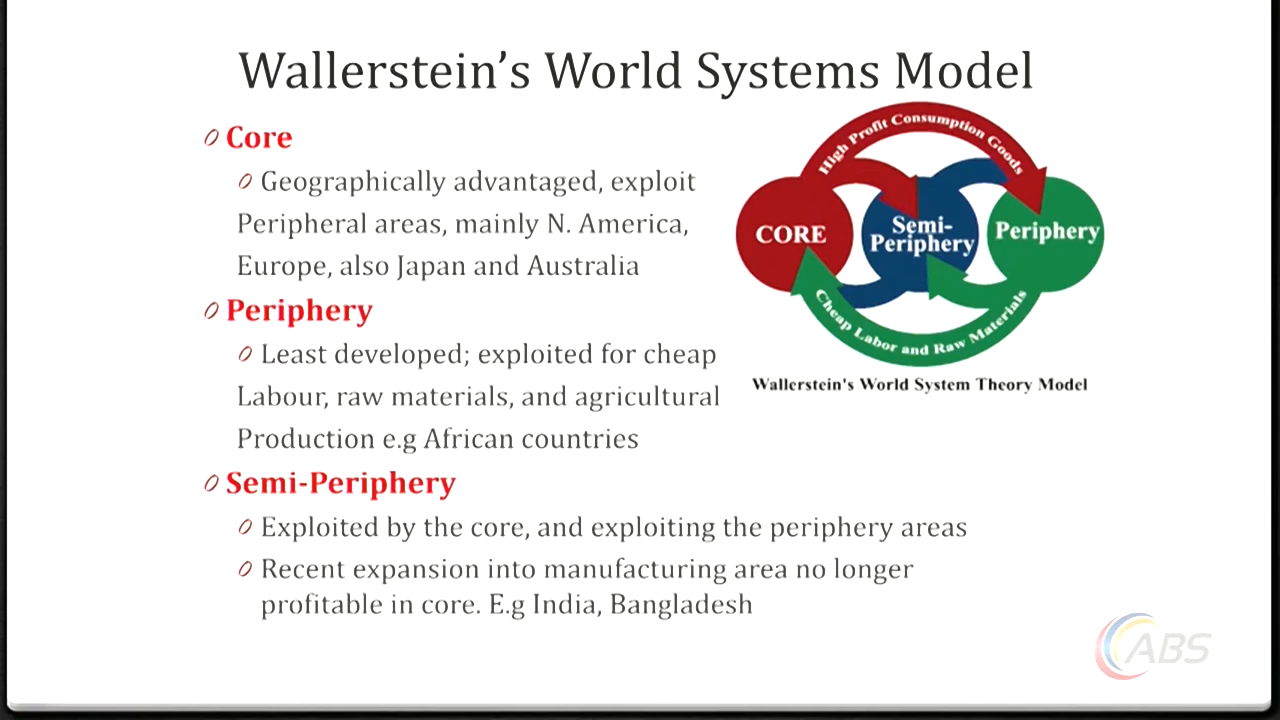 Wallerstein's World Systems Model
Core
Geographically advantaged, exploit
Peripheral areas, mainly N. America,
Europe, also Japan and Australia
Periphery
Least developed; exploited for cheap
Labour, raw materials, and agricultural
Production e.g African countries
Semi-Periphery
Exploited by the core, and exploiting the periphery areas
Recent expansion into manufacturing area no longer
profitable in core. E.g India, Bangladesh
High Profit Consumption Goods
CORE
Semi-
Periphery
Periphery
Cheap Labor and Raw Materials
Wallerstein's World System Theory Model
ABS